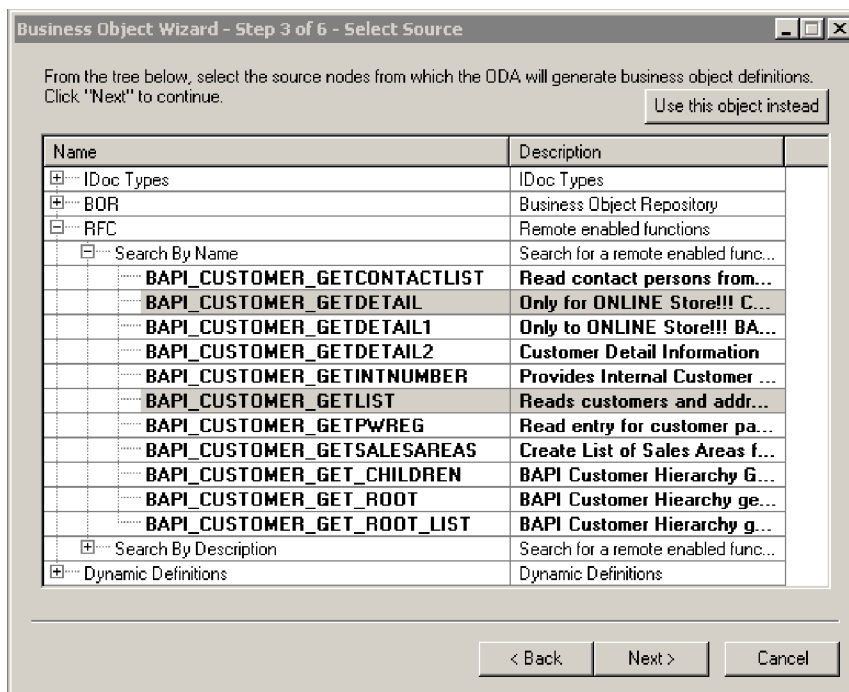 Business Object Wizard - Step 3 of 6 - Select Source
From the tree below, select the source nodes from which the ODA will generate business object definitions.
Click "Next" to continue.
Use this object instead
Name Description
IDoc Types IDoc Types
BOR Business Object Repository
RFC Remote enabled functions
Search By Name Search for a remote enabled func...
BAPI_CUSTOMER_GETCONTACTLIST Read contact persons from...
BAPI_CUSTOMER_GETDETAIL Only for ONLINE Store!!! C...
BAPI_CUSTOMER_GETDETAIL1 Only to ONLINE Store!!! BA...
BAPI_CUSTOMER_GETDETAIL2 Customer Detail Information
BAPI_CUSTOMER_GETINTNUMBER Provides Internal Customer ...
BAPI_CUSTOMER_GETLIST Reads customers and addr...
BAPI_CUSTOMER_GETPWREG Read entry for customer pa...
BAPI_CUSTOMER_GETSALESAREAS Create List of Sales Areas f...
BAPI_CUSTOMER_GET_CHILDREN BAPI Customer Hierarchy G...
BAPI_CUSTOMER_GET_ROOT BAPI Customer Hiearchy ge...
BAPI_CUSTOMER_GET_ROOT_LIST BAPI Customer Hierarchy g...
Search By Description Search for a remote enabled func...
Dynamic Definitions Dynamic Definitions
< Back Next > Cancel